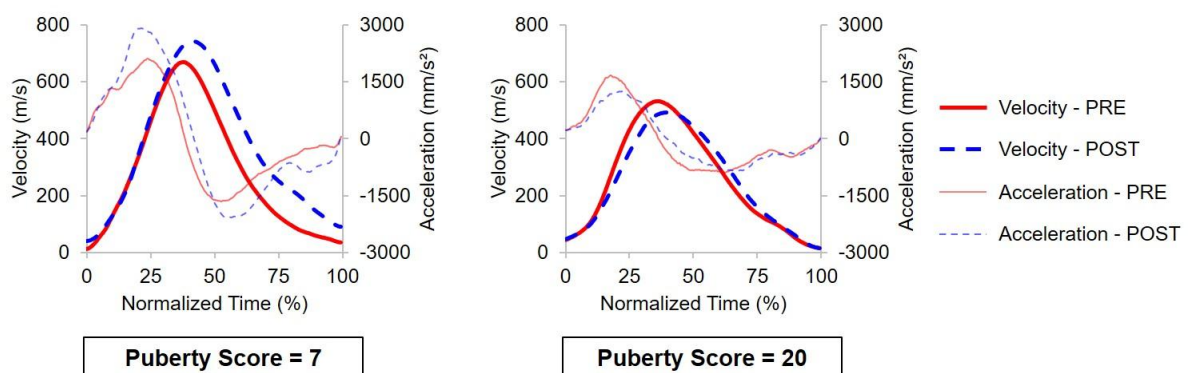 800
600
400
200
0
Velocity (m/s)
3000
1500
0
-1500
-3000
Acceleration (mm/s²)
0 25 50 75 100
Normalized Time (%)
Puberty Score = 7
800
600
400
200
0
Velocity (m/s)
3000
1500
0
-1500
-3000
Acceleration (mm/s²)
0 25 50 75 100
Normalized Time (%)
Puberty Score = 20
Velocity - PRE
Velocity - POST
Acceleration - PRE
Acceleration - POST